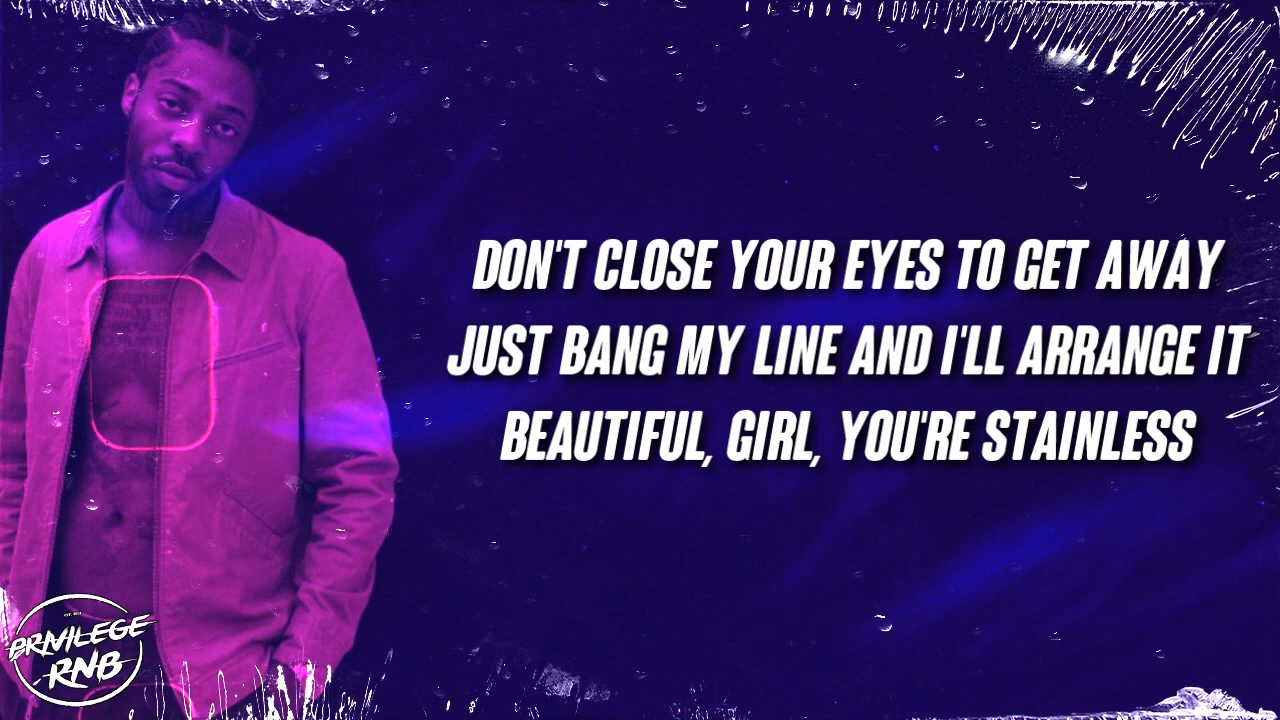 DON'T CLOSE YOUR EYES TO GET AWAY
JUST BANG MY LINE AND I'LL ARRANGE IT
BEAUTIFUL, GIRL, YOU'RE STAINLESS
PRIVILEGE
RNB